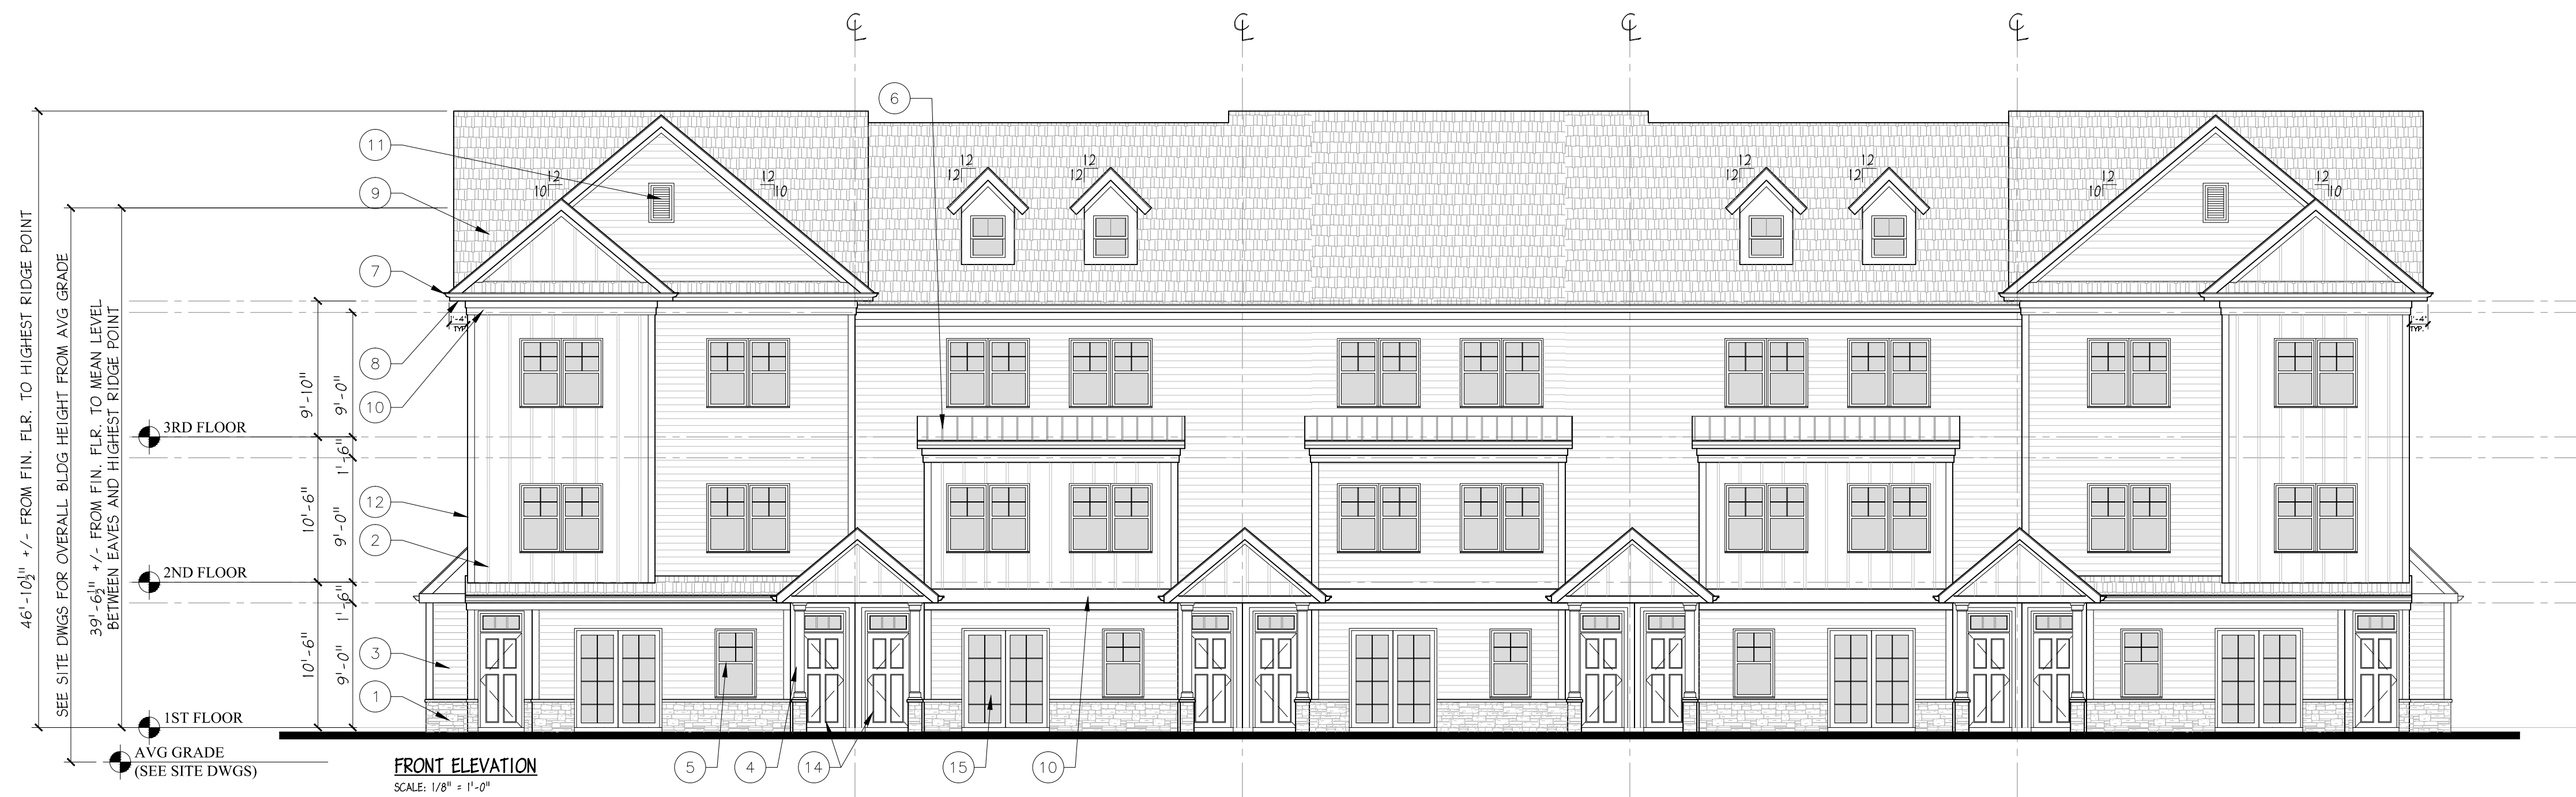 ℄ ℄ ℄ ℄
6
11
9
7
8
10
12
2
3
1
12
10
12
10
12
12
12
12
12
12
12
12
12
10
12
10
1'-4"
TYP.
1'-4"
TYP.
46'-10½" +/- FROM FIN. FLR. TO HIGHEST RIDGE POINT
SEE SITE DWGS FOR OVERALL BLDG HEIGHT FROM AVG GRADE
39'-6½" +/- FROM FIN. FLR. TO MEAN LEVEL
BETWEEN EAVES AND HIGHEST RIDGE POINT
9'-10"
9'-0"
1'-6"
10'-6"
9'-0"
1'-6"
10'-6"
9'-0"
3RD FLOOR
2ND FLOOR
1ST FLOOR
AVG GRADE
(SEE SITE DWGS)
5 4 14 15 10
FRONT ELEVATION
SCALE: 1/8" = 1'-0"